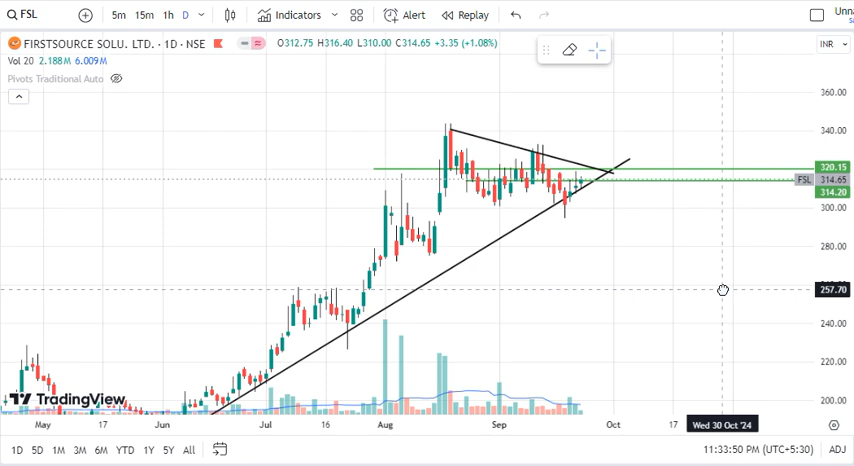 FSL 5m 15m 1h D Indicators Alert Replay Unna
FIRSTSOURCE SOLU. LTD. · 1D · NSE O312.75 H316.40 L310.00 C314.65 +3.35 (+1.08%) INR
Vol 20 2.188M 6.009M
Pivots Traditional Auto
360.00
340.00
320.15
FSL 314.65
314.20
300.00
280.00
257.70
240.00
220.00
200.00
TradingView
May 17 Jun 17 Jul 16 Aug Sep Oct 17 Wed 30 Oct '24
1D 5D 1M 3M 6M YTD 1Y 5Y All 11:33:50 PM (UTC+5:30) ADJ